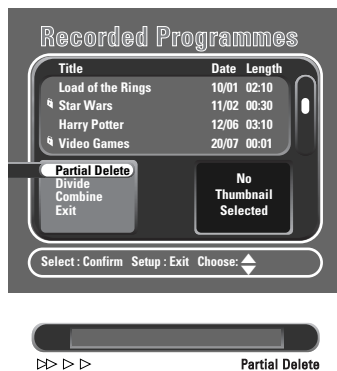 Recorded Programmes
Title Date Length
Load of the Rings 10/01 02:10
Star Wars 11/02 00:30
Harry Potter 12/06 03:10
Video Games 20/07 00:01
Partial Delete
Divide
Combine
Exit
No
Thumbnail
Selected
Select : Confirm Setup : Exit Choose:
Partial Delete